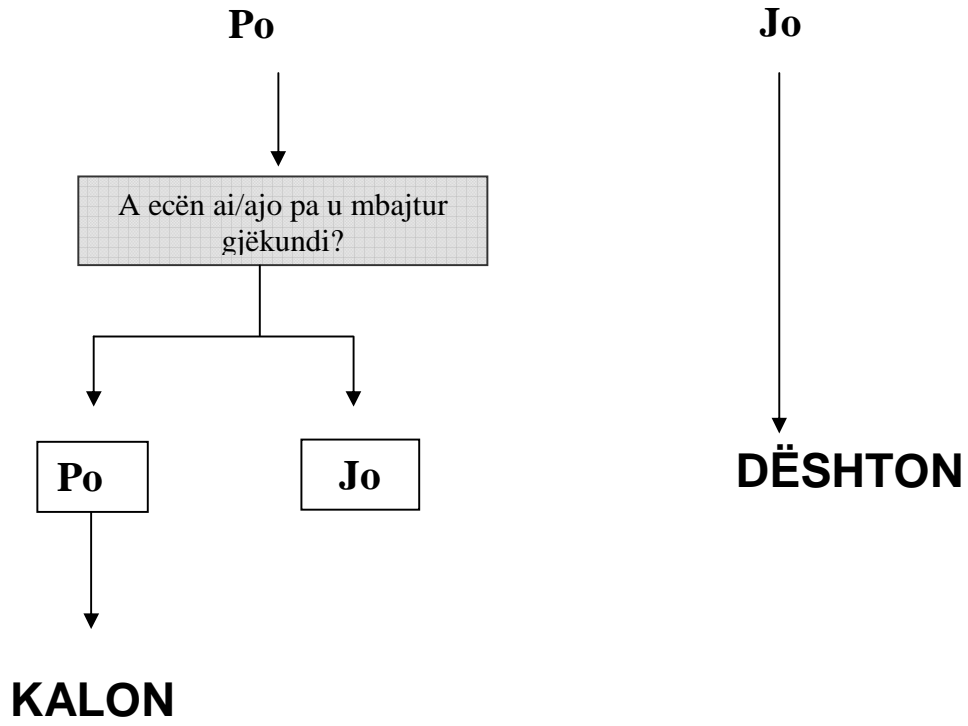 Po
Jo
A ecën ai/ajo pa u mbajtur
gjëkundi?
Po
Jo
DËSHTON
KALON